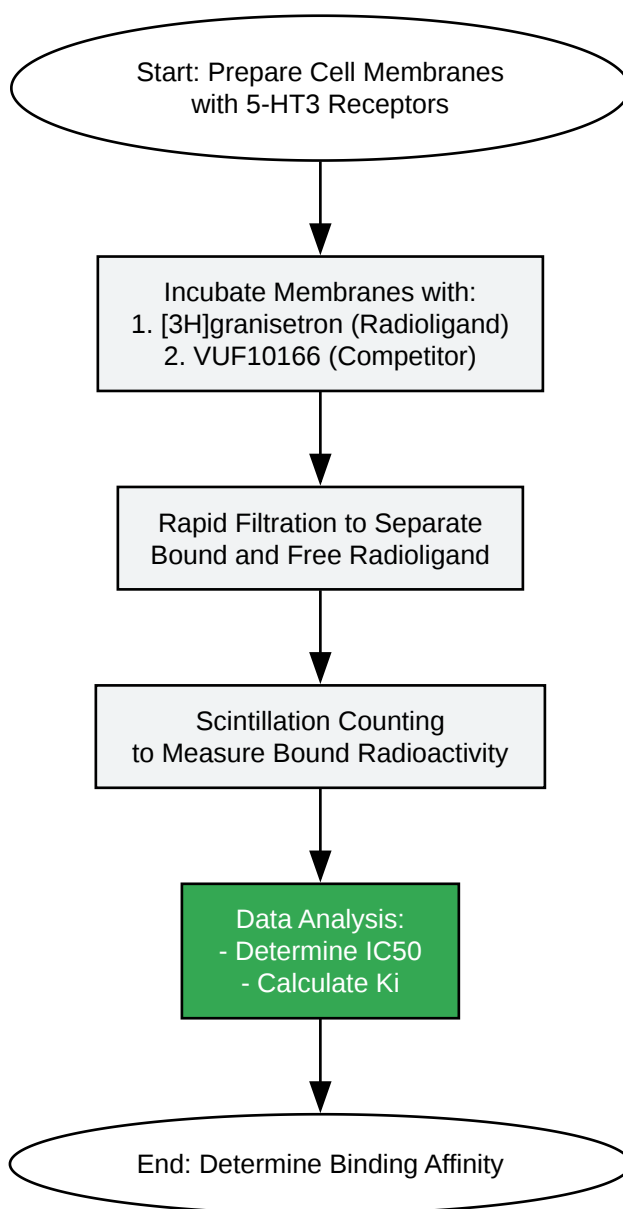 Start: Prepare Cell Membranes
with 5-HT3 Receptors
Incubate Membranes with:
1. [3H]granisetron (Radioligand)
2. VUF10166 (Competitor)
Rapid Filtration to Separate
Bound and Free Radioligand
Scintillation Counting
to Measure Bound Radioactivity
Data Analysis:
- Determine IC50
- Calculate Ki
End: Determine Binding Affinity